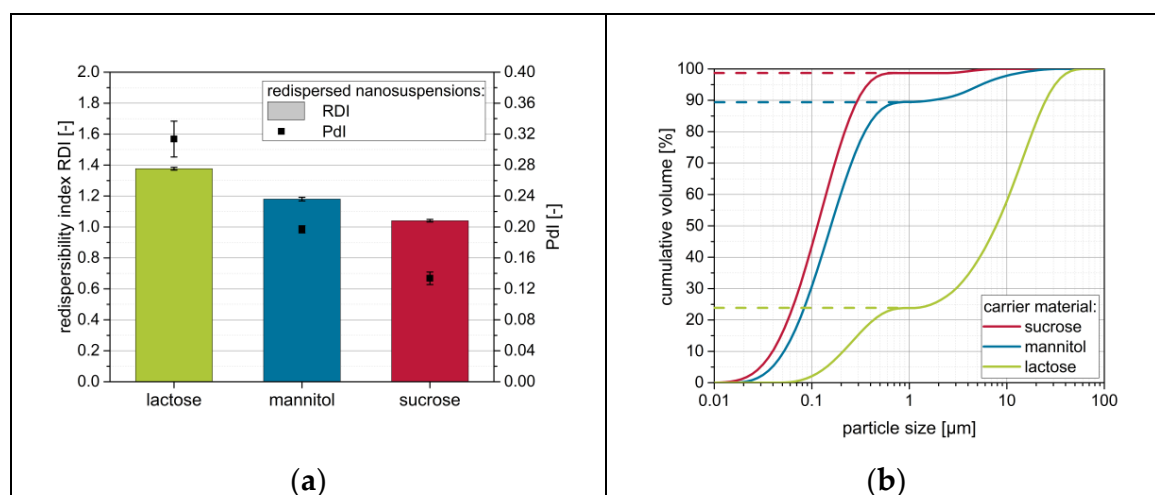 2.0
1.8
1.6
1.4
1.2
1.0
0.8
0.6
0.4
0.2
0.0
redispersibility index RDI [-]
redispersed nanosuspensions:
RDI
PdI
0.40
0.36
0.32
0.28
0.24
0.20
0.16
0.12
0.08
0.04
0.00
PdI [-]
lactose mannitol sucrose
(a)
100
90
80
70
60
50
40
30
20
10
0
cumulative volume [%]
carrier material:
sucrose
mannitol
lactose
0.01 0.1 1 10 100
particle size [µm]
(b)